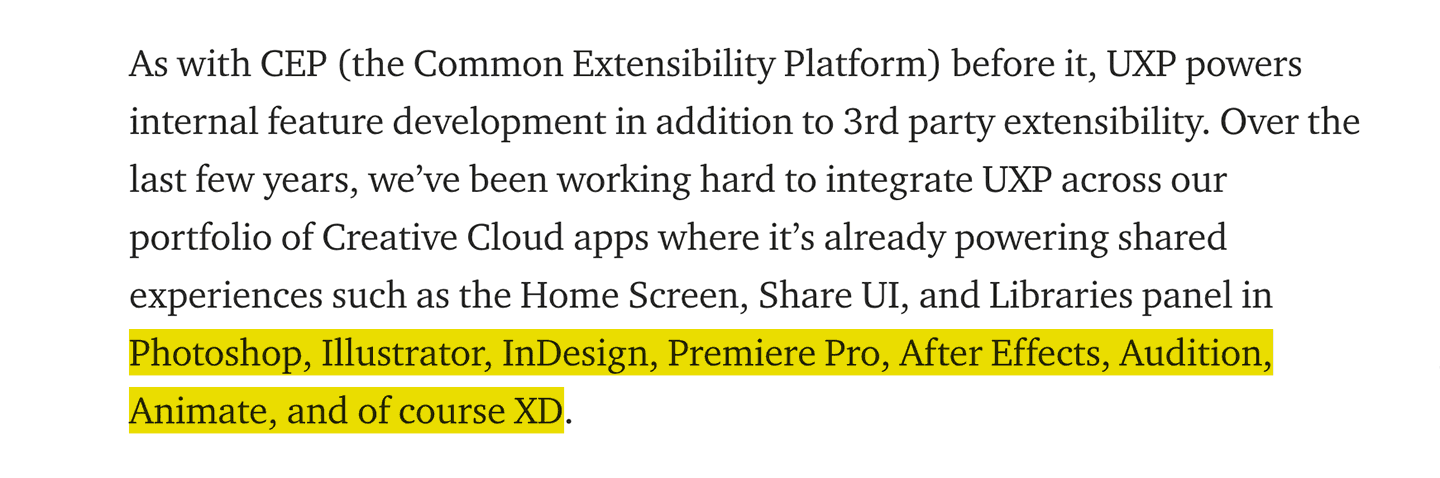 As with CEP (the Common Extensibility Platform) before it, UXP powers
internal feature development in addition to 3rd party extensibility. Over the
last few years, we’ve been working hard to integrate UXP across our
portfolio of Creative Cloud apps where it’s already powering shared
experiences such as the Home Screen, Share UI, and Libraries panel in
Photoshop, Illustrator, InDesign, Premiere Pro, After Effects, Audition,
Animate, and of course XD.